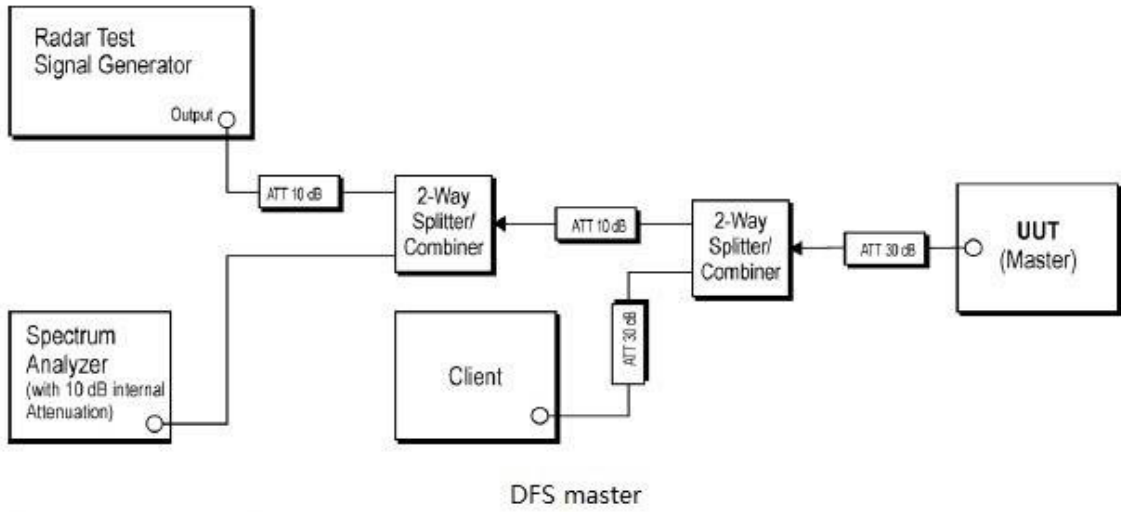 Radar Test
Signal Generator
Output
ATT 10 dB
2-Way
Splitter/
Combiner
ATT 10 dB
2-Way
Splitter/
Combiner
ATT 30 dB
UUT
(Master)
Spectrum
Analyzer
(with 10 dB internal
Attenuation)
Client
ATT 30 dB
DFS master